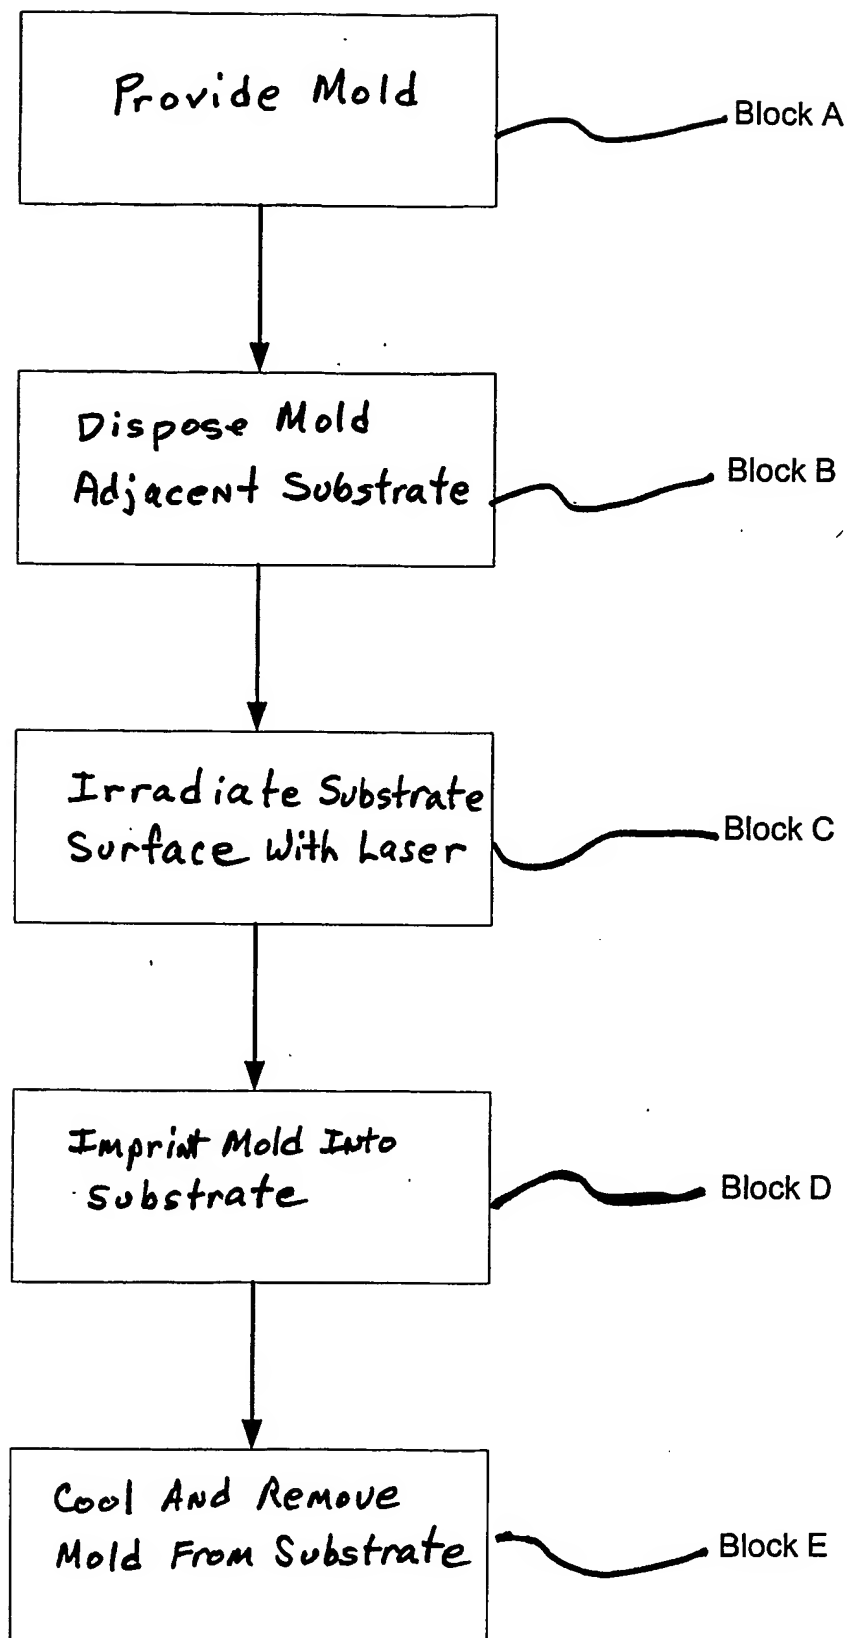 Provide Mold
Block A
Dispose Mold
Adjacent Substrate
Block B
Irradiate Substrate
Surface With Laser
Block C
Imprint Mold Into
Substrate
Block D
Cool And Remove
Mold From Substrate
Block E